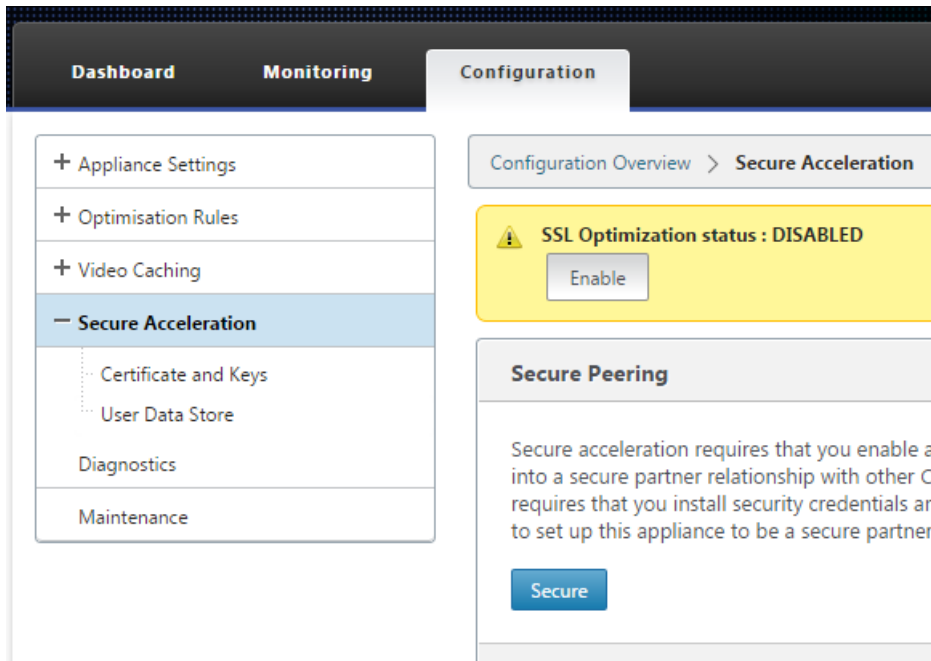 Dashboard Monitoring Configuration
+ Appliance Settings
+ Optimisation Rules
+ Video Caching
− Secure Acceleration
Certificate and Keys
User Data Store
Diagnostics
Maintenance
Configuration Overview > Secure Acceleration
SSL Optimization status : DISABLED
Enable
Secure Peering
Secure acceleration requires that you enable
into a secure partner relationship with other
requires that you install security credentials
to set up this appliance to be a secure partner
Secure